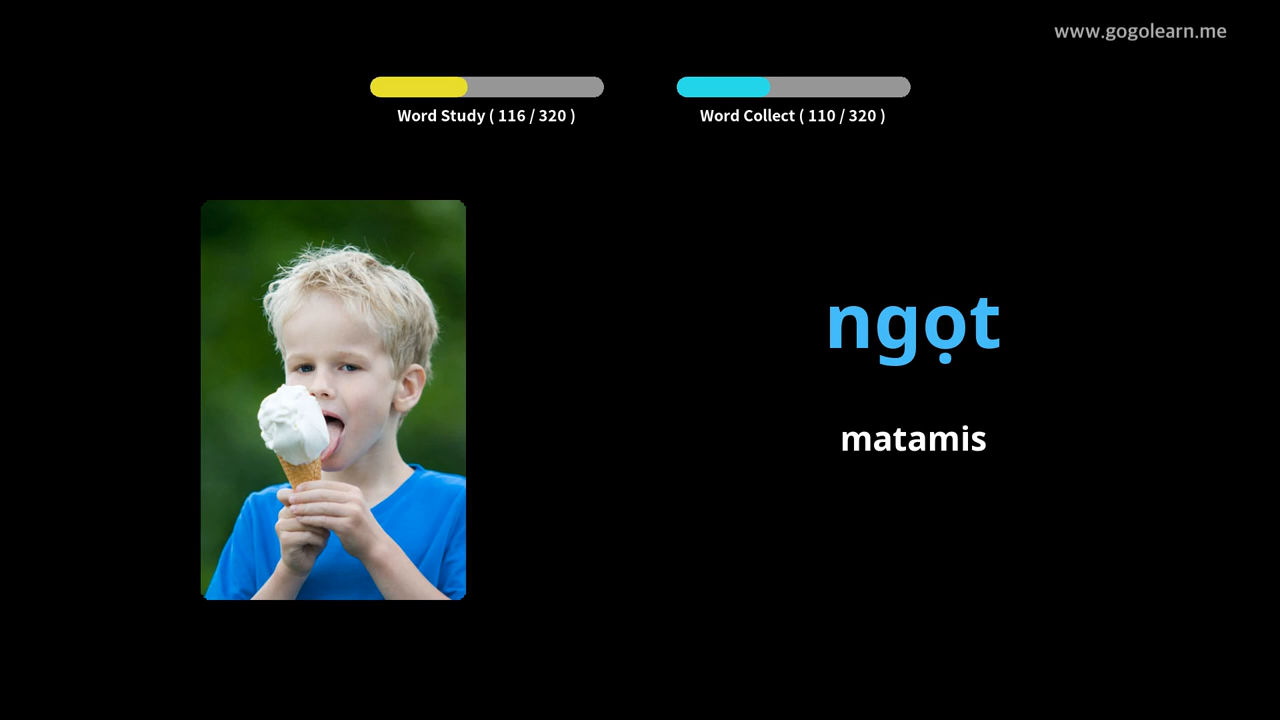 www.gogolearn.me
Word Study ( 116 / 320 )
Word Collect ( 110 / 320 )
ngọt
matamis